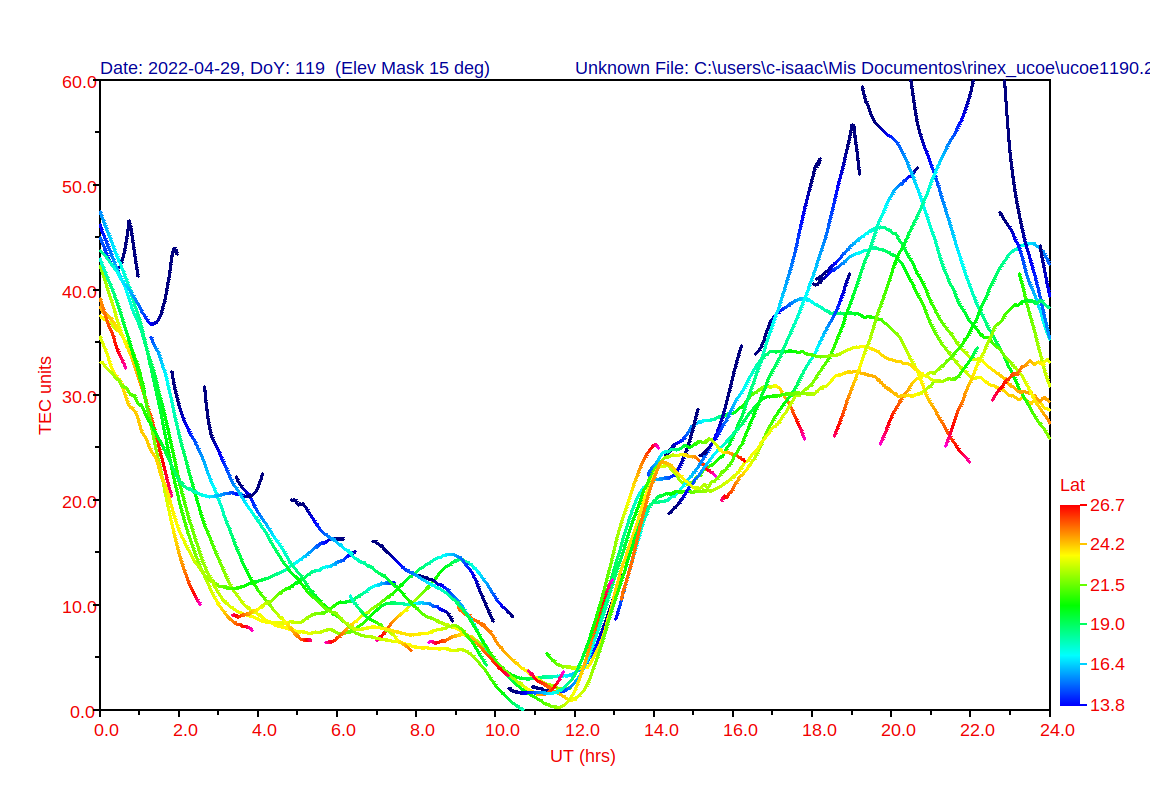 Date: 2022-04-29, DoY: 119 (Elev Mask 15 deg) Unknown File: C:\users\c-isaac\Mis Documentos\rinex_ucoe\ucoe1190.2
60.0
50.0
40.0
30.0
20.0
10.0
0.0
TEC units
0.0 2.0 4.0 6.0 8.0 10.0 12.0 14.0 16.0 18.0 20.0 22.0 24.0
UT (hrs)
Lat
26.7
24.2
21.5
19.0
16.4
13.8